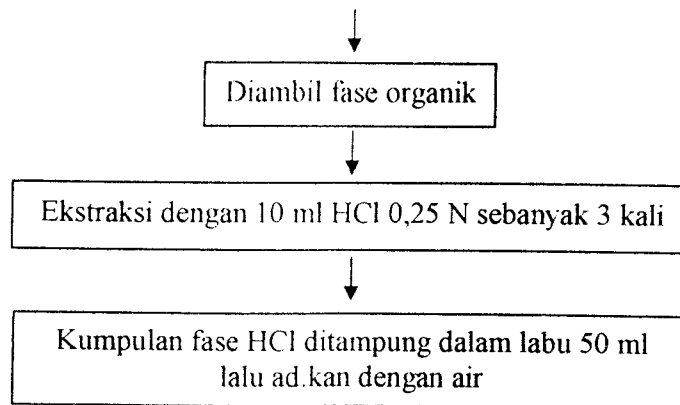 Diambil fase organik
Ekstraksi dengan 10 ml HCl 0,25 N sebanyak 3 kali
Kumpulan fase HCl ditampung dalam labu 50 ml
lalu ad.kan dengan air